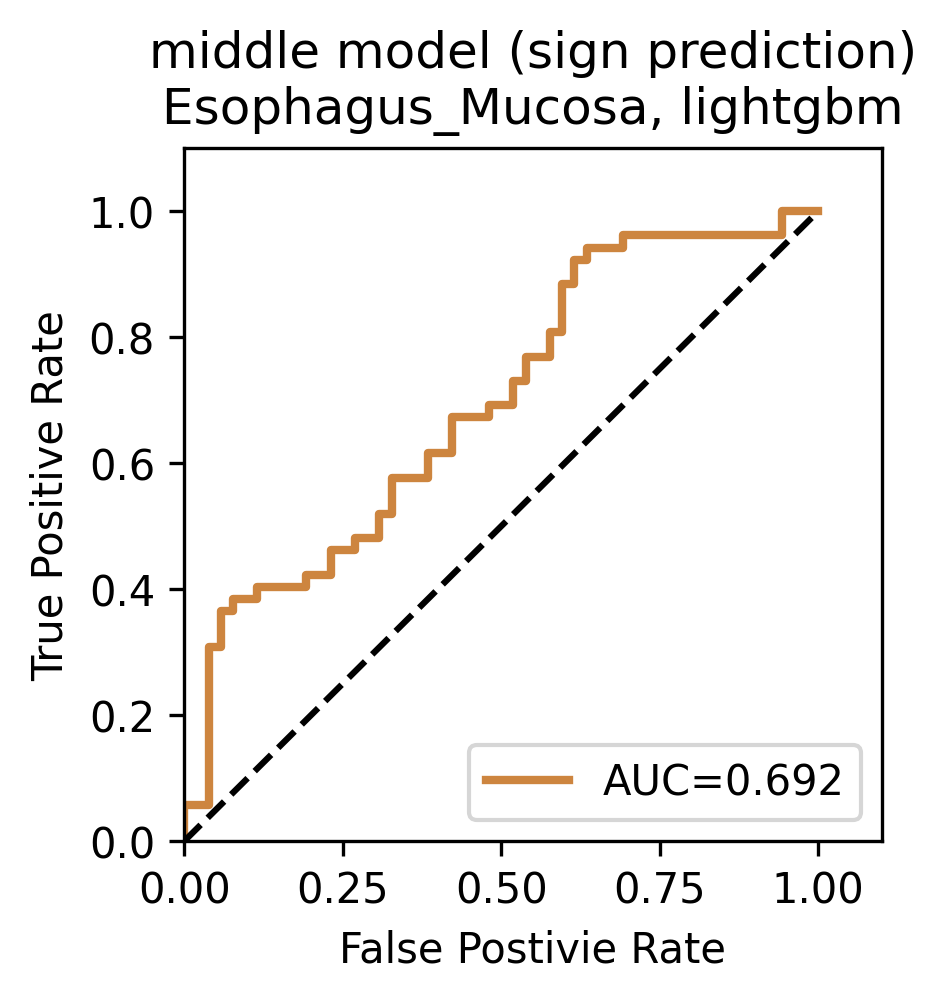 middle model (sign prediction)
Esophagus_Mucosa, lightgbm
1.0
0.8
0.6
0.4
0.2
0.0
True Positive Rate
AUC=0.692
0.00 0.25 0.50 0.75 1.00
False Postivie Rate